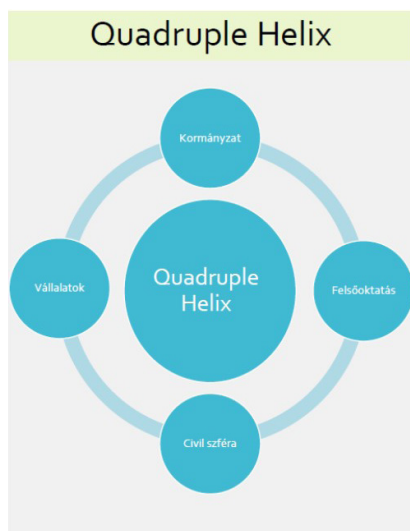 Quadruple Helix
Kormányzat
Vállalatok
Quadruple
Helix
Felsőoktatás
Civil szféra